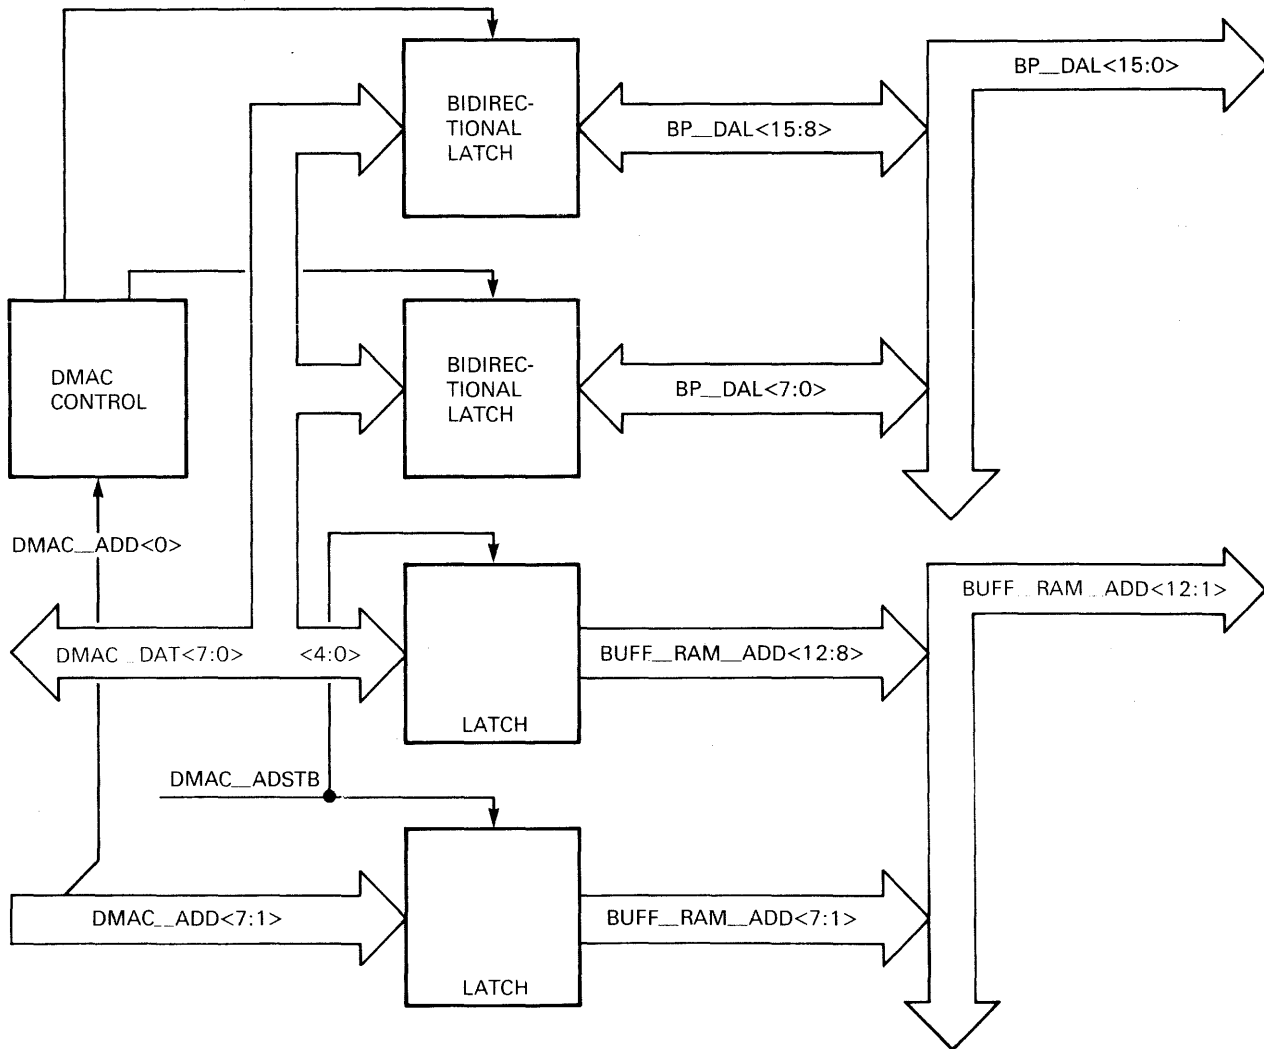 BP__DAL<15:0>
BIDIREC-
TIONAL
LATCH
BP__DAL<15:8>
DMAC
CONTROL
BIDIREC-
TIONAL
LATCH
BP__DAL<7:0>
DMAC__ADD<0>
BUFF__RAM__ADD<12:1>
DMAC__DAT<7:0>
<4:0>
BUFF__RAM__ADD<12:8>
LATCH
DMAC__ADSTB
DMAC__ADD<7:1>
BUFF__RAM__ADD<7:1>
LATCH